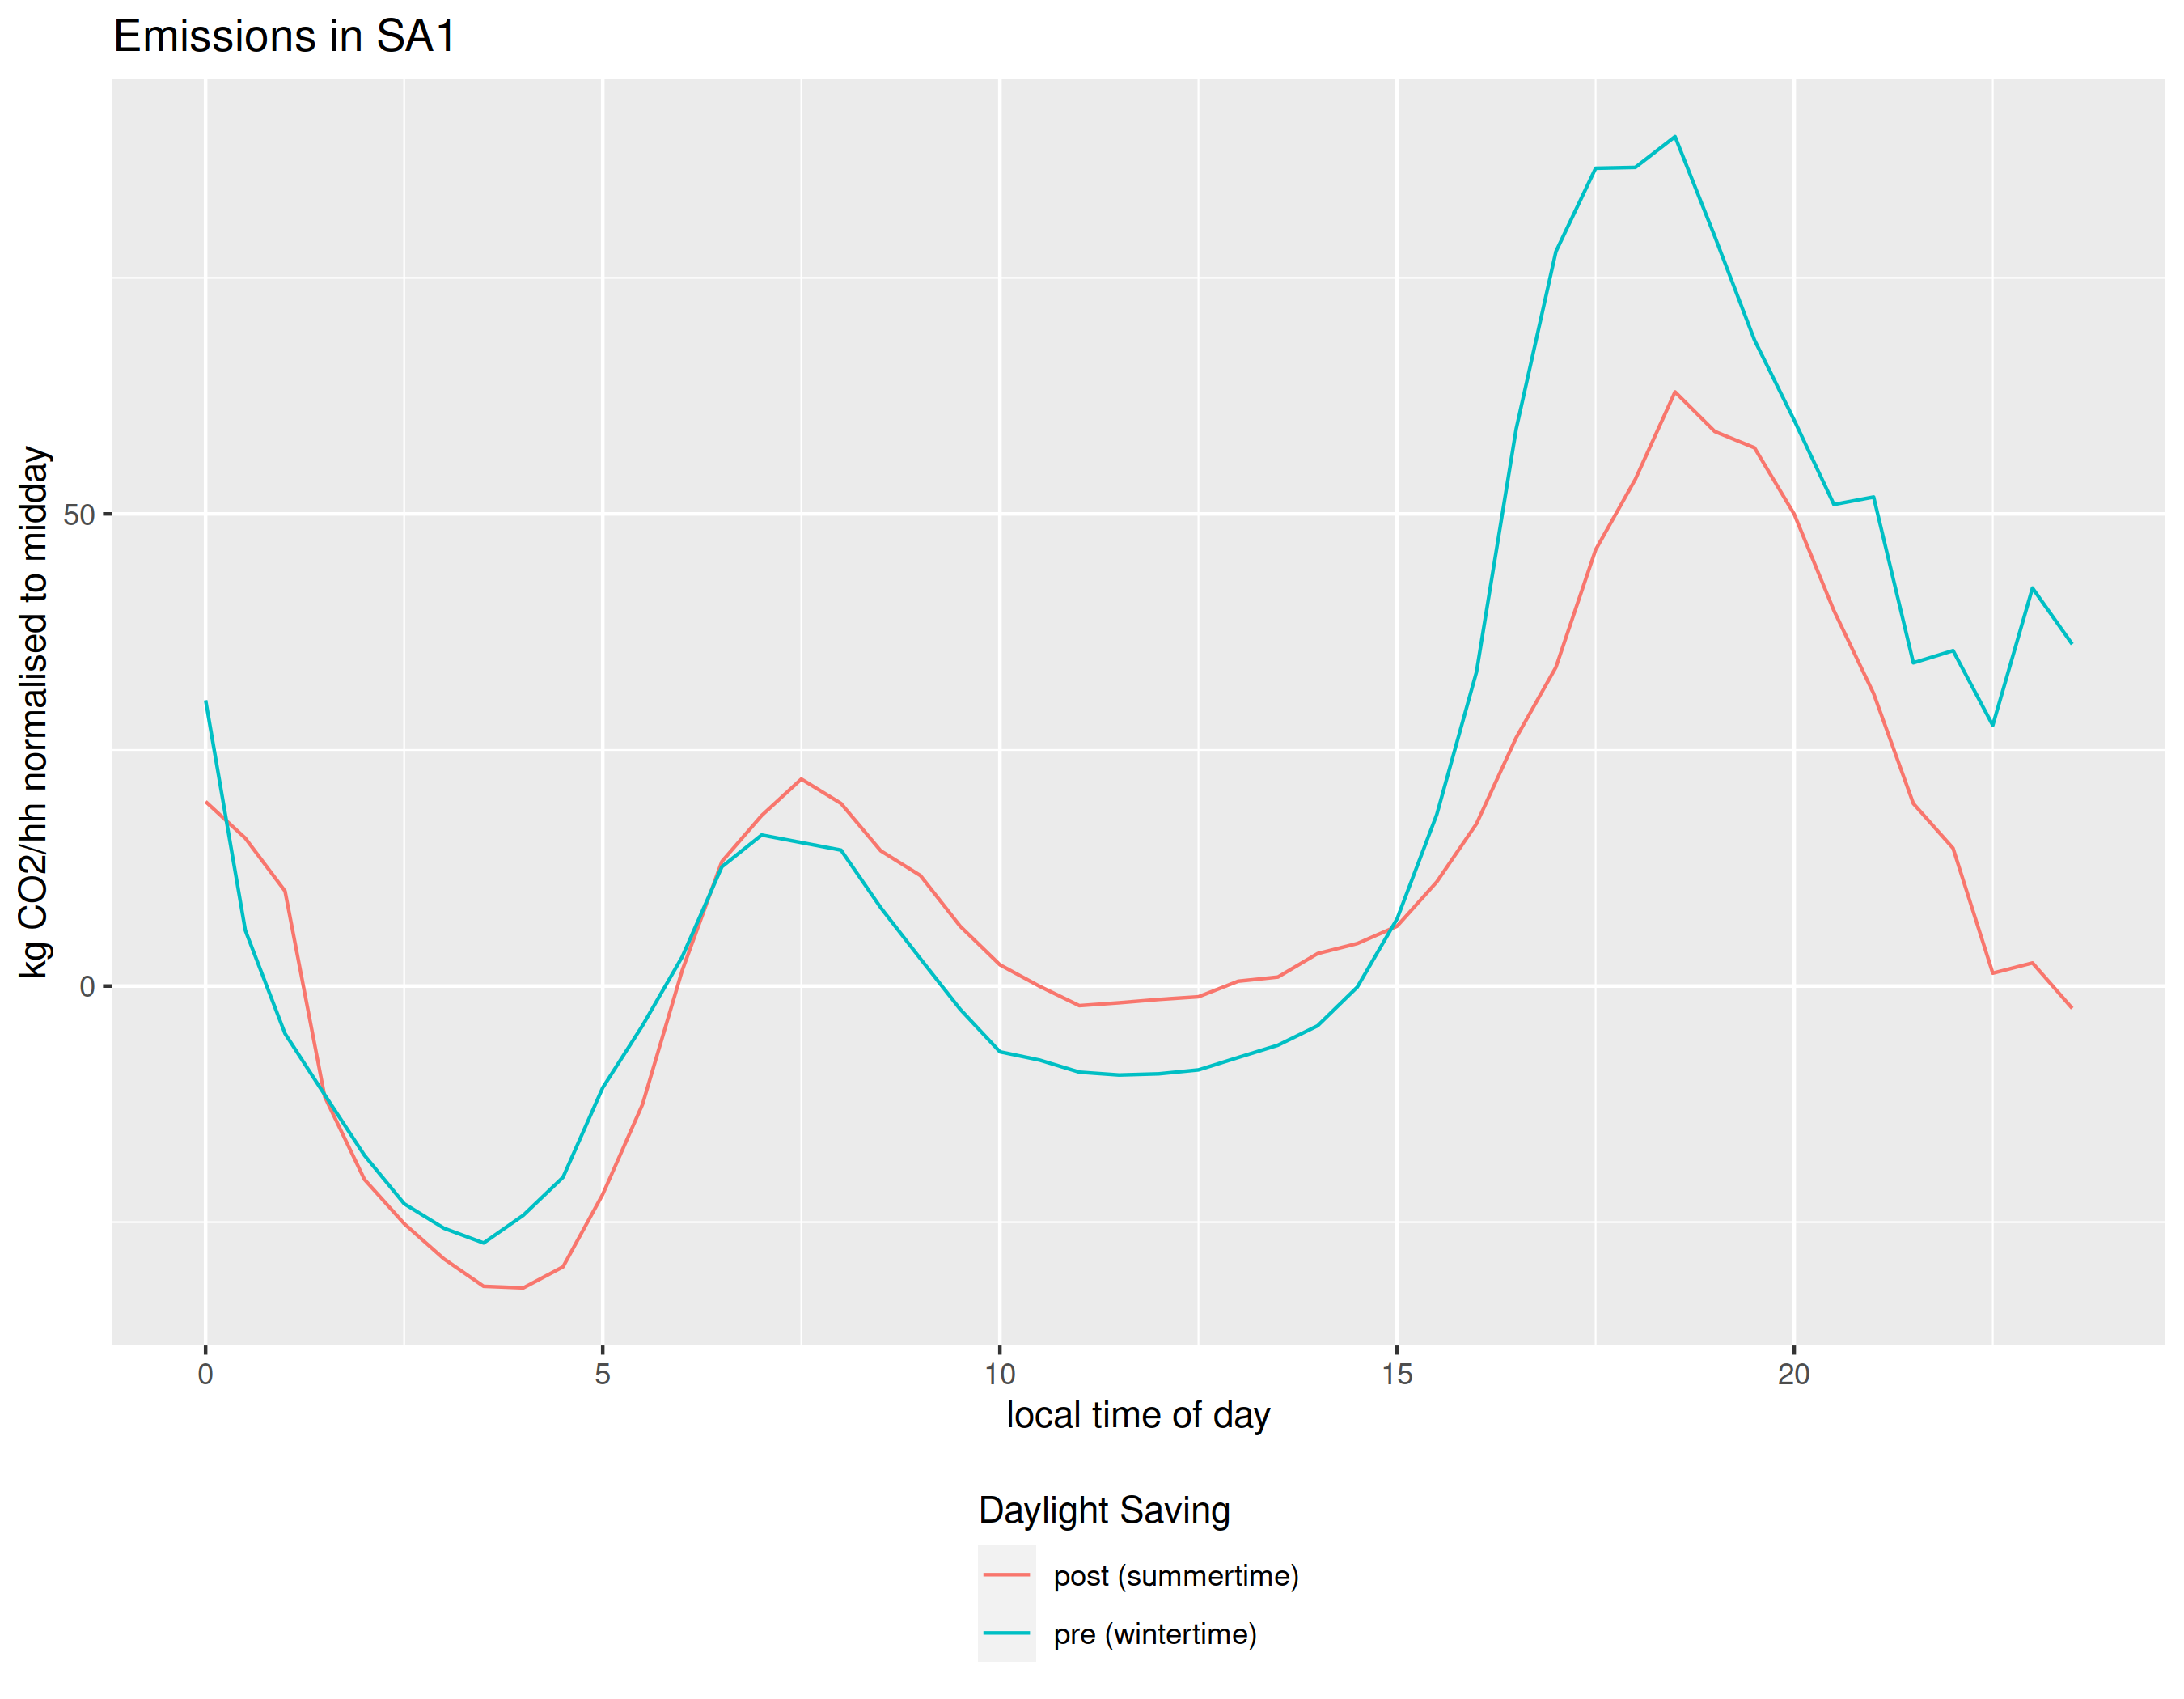 Emissions in SA1
kg CO2/hh normalised to midday
50
0
0
5
10
15
20
local time of day
Daylight Saving
post (summertime)
pre (wintertime)